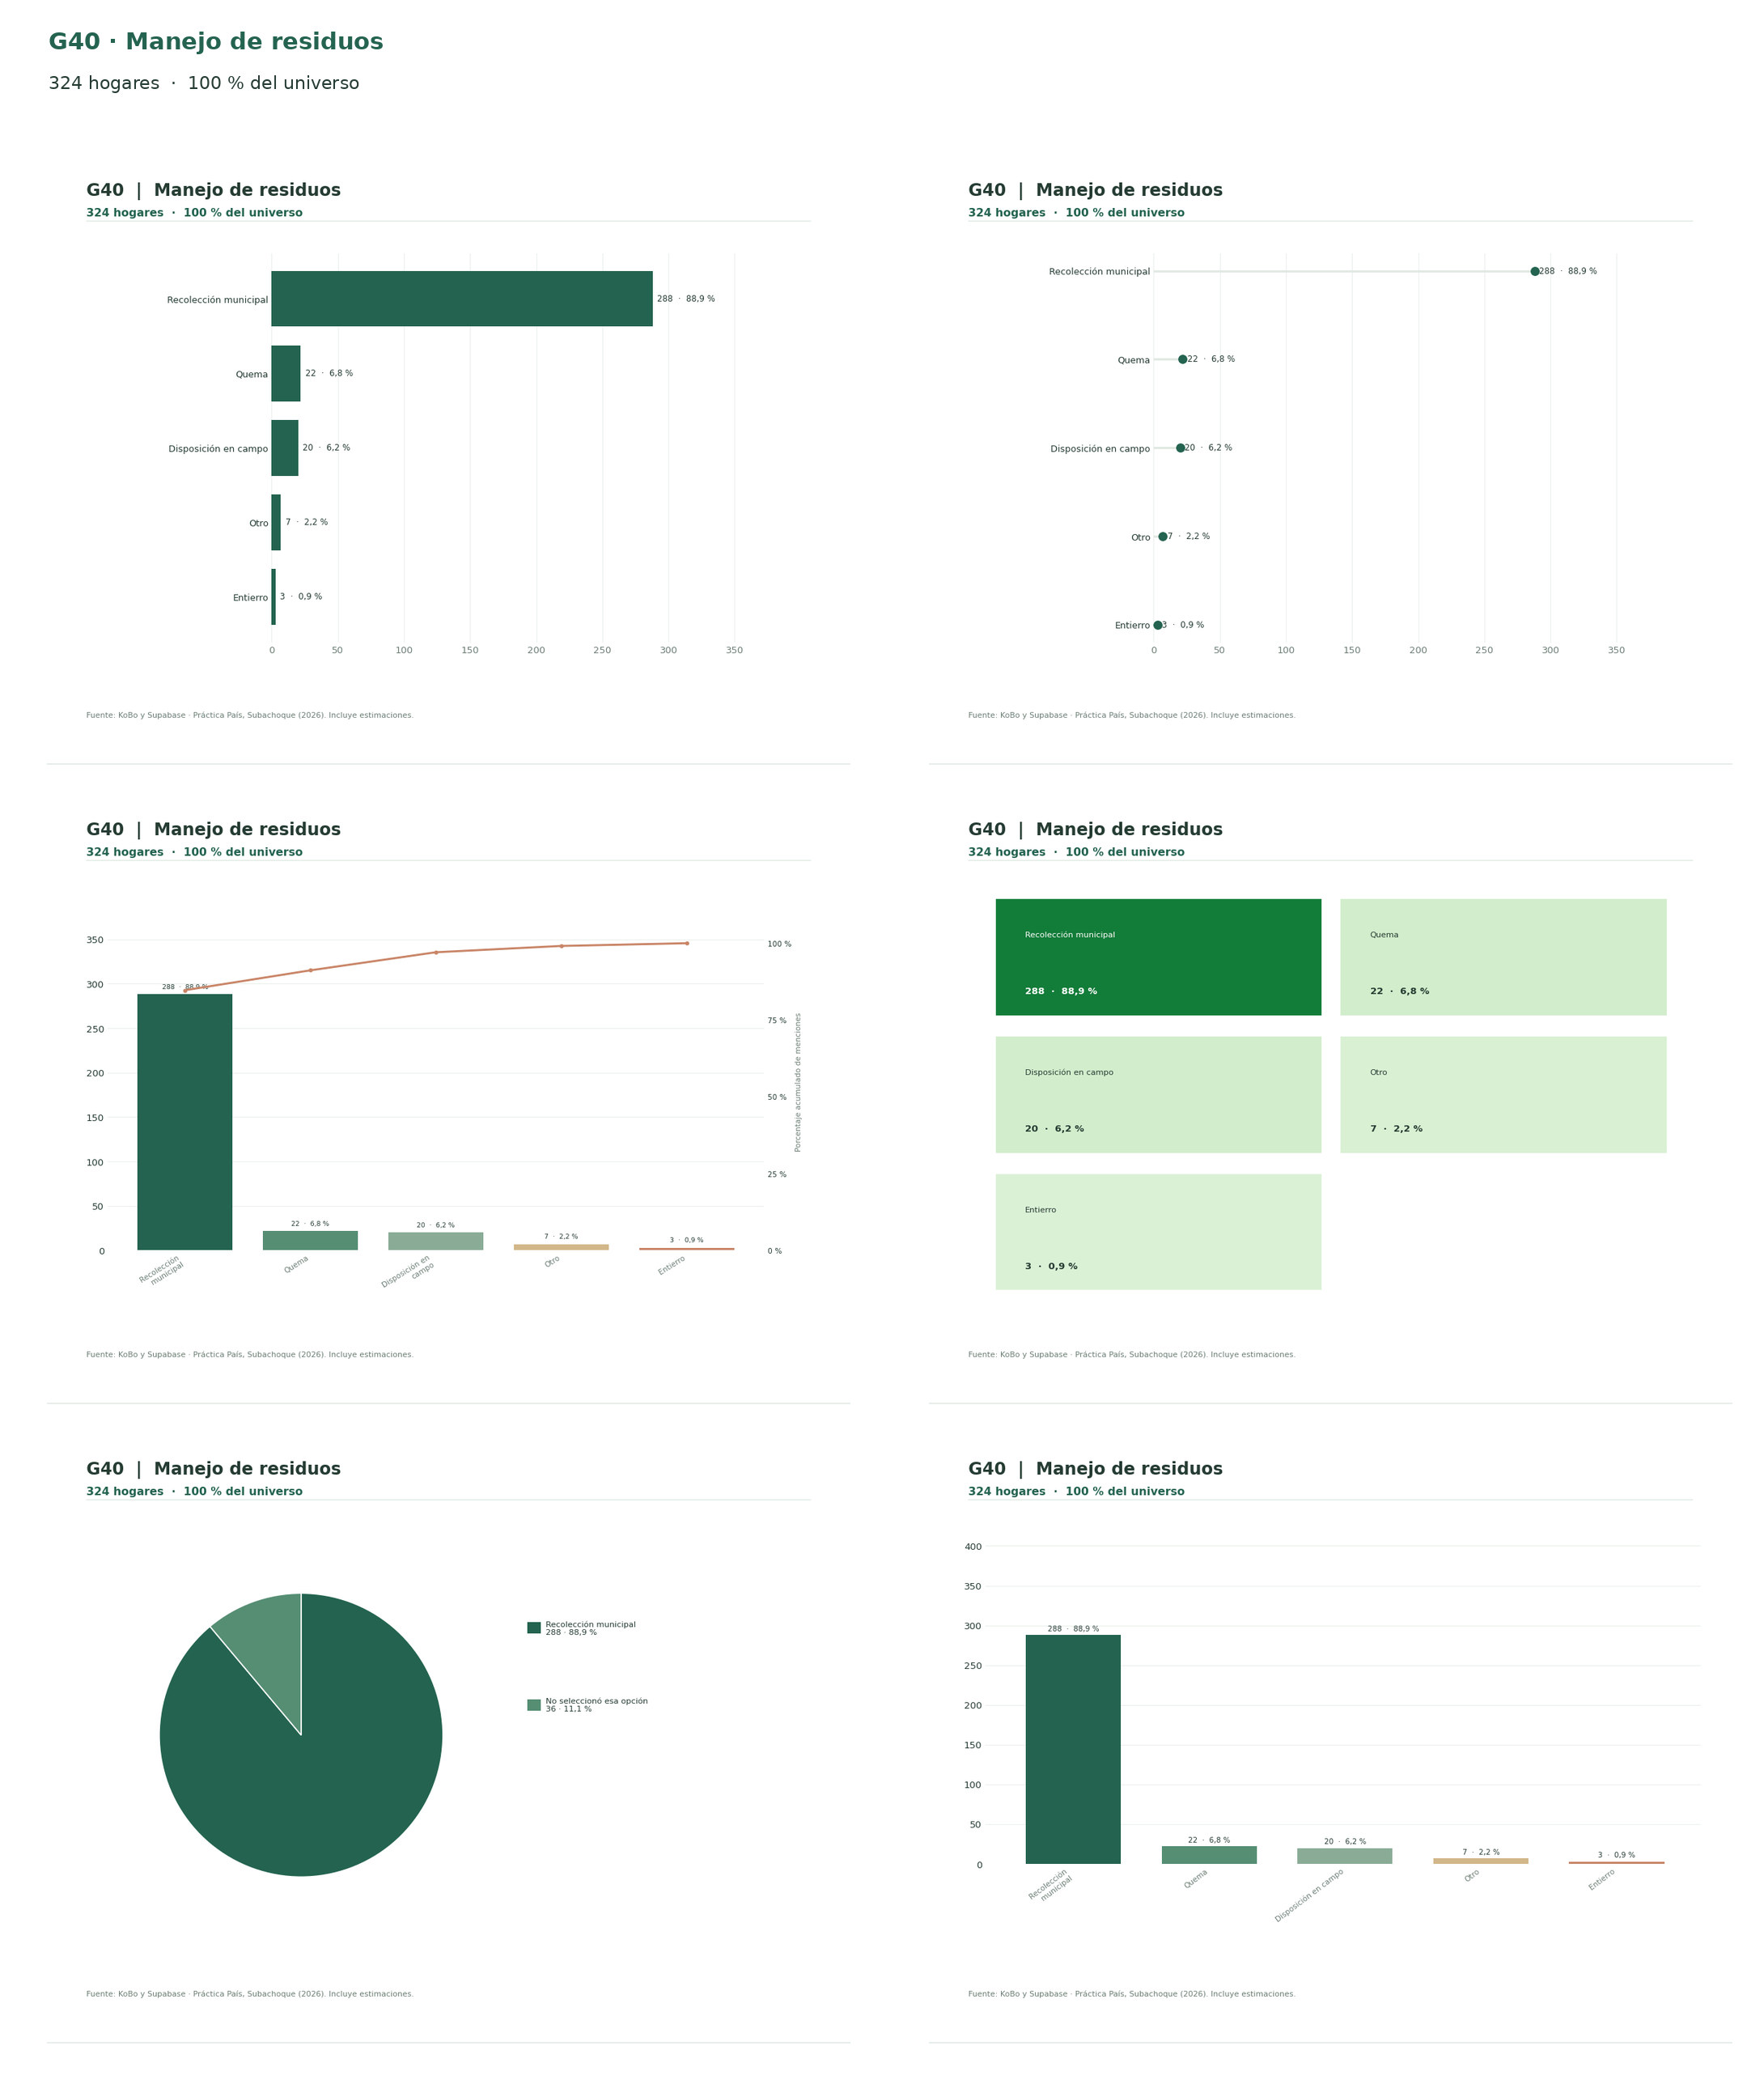 G40 · Manejo de residuos
324 hogares · 100 % del universo
G40 | Manejo de residuos
324 hogares · 100 % del universo
Recolección municipal
288 · 88,9 %
Quema
22 · 6,8 %
Disposición en campo
20 · 6,2 %
Otro
7 · 2,2 %
Entierro
3 · 0,9 %
0 50 100 150 200 250 300 350
Fuente: KoBo y Supabase · Práctica País, Subachoque (2026). Incluye estimaciones.
G40 | Manejo de residuos
324 hogares · 100 % del universo
Recolección municipal
288 · 88,9 %
Quema
22 · 6,8 %
Disposición en campo
20 · 6,2 %
Otro
7 · 2,2 %
Entierro
3 · 0,9 %
0 50 100 150 200 250 300 350
Fuente: KoBo y Supabase · Práctica País, Subachoque (2026). Incluye estimaciones.
G40 | Manejo de residuos
324 hogares · 100 % del universo
350
300
250
200
150
100
50
0
288 · 88,9 %
22 · 6,8 %
20 · 6,2 %
7 · 2,2 %
3 · 0,9 %
100 %
75 %
50 %
25 %
0 %
Porcentaje acumulado de menciones
Recolección
municipal
Quema
Disposición en
campo
Otro
Entierro
Fuente: KoBo y Supabase · Práctica País, Subachoque (2026). Incluye estimaciones.
G40 | Manejo de residuos
324 hogares · 100 % del universo
Recolección municipal
288 · 88,9 %
Quema
22 · 6,8 %
Disposición en campo
20 · 6,2 %
Otro
7 · 2,2 %
Entierro
3 · 0,9 %
Fuente: KoBo y Supabase · Práctica País, Subachoque (2026). Incluye estimaciones.
G40 | Manejo de residuos
324 hogares · 100 % del universo
Recolección municipal
288 · 88,9 %
No seleccionó esa opción
36 · 11,1 %
Fuente: KoBo y Supabase · Práctica País, Subachoque (2026). Incluye estimaciones.
G40 | Manejo de residuos
324 hogares · 100 % del universo
400
350
300
250
200
150
100
50
0
288 · 88,9 %
22 · 6,8 %
20 · 6,2 %
7 · 2,2 %
3 · 0,9 %
Recolección
municipal
Quema
Disposición en campo
Otro
Entierro
Fuente: KoBo y Supabase · Práctica País, Subachoque (2026). Incluye estimaciones.